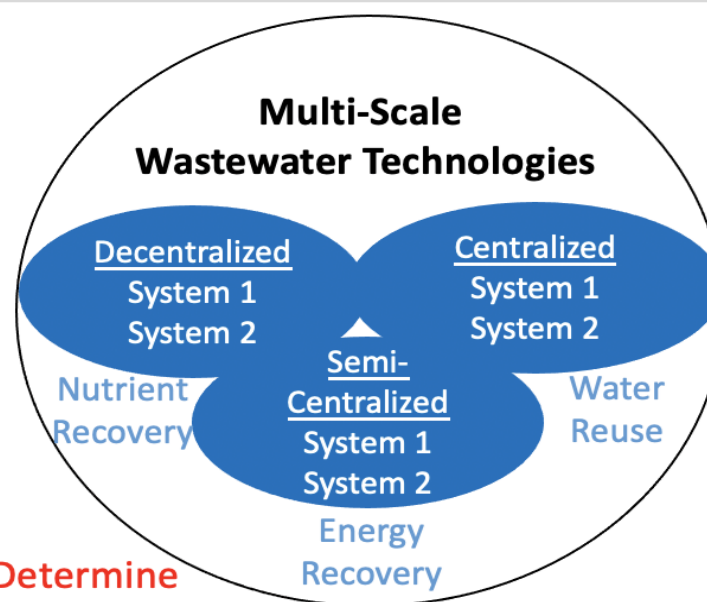 Multi-Scale
Wastewater Technologies
Decentralized
System 1
System 2
Centralized
System 1
System 2
Semi-
Centralized
System 1
System 2
Nutrient
Recovery
Water
Reuse
Energy
Recovery
Determine